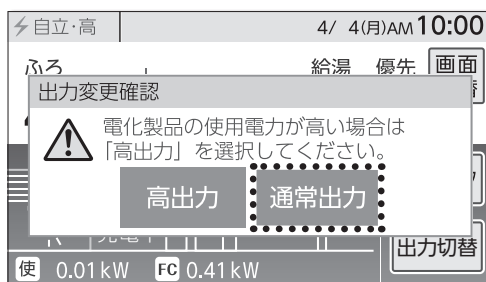 自立·高 4/ 4(月)AM10:00
ふろ 給湯 優先 画面
替
出力変更確認
電化製品の使用電力が高い場合は
「高出力」を選択してください。
高出力 通常出力
出力切替
使 0.01kW FC 0.41kW